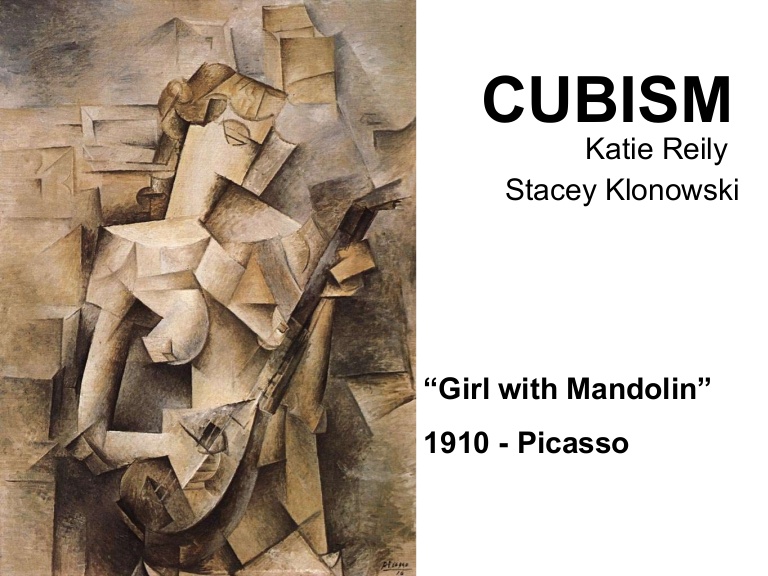 CUBISM
Katie Reily
Stacey Klonowski
“Girl with Mandolin”
1910 - Picasso